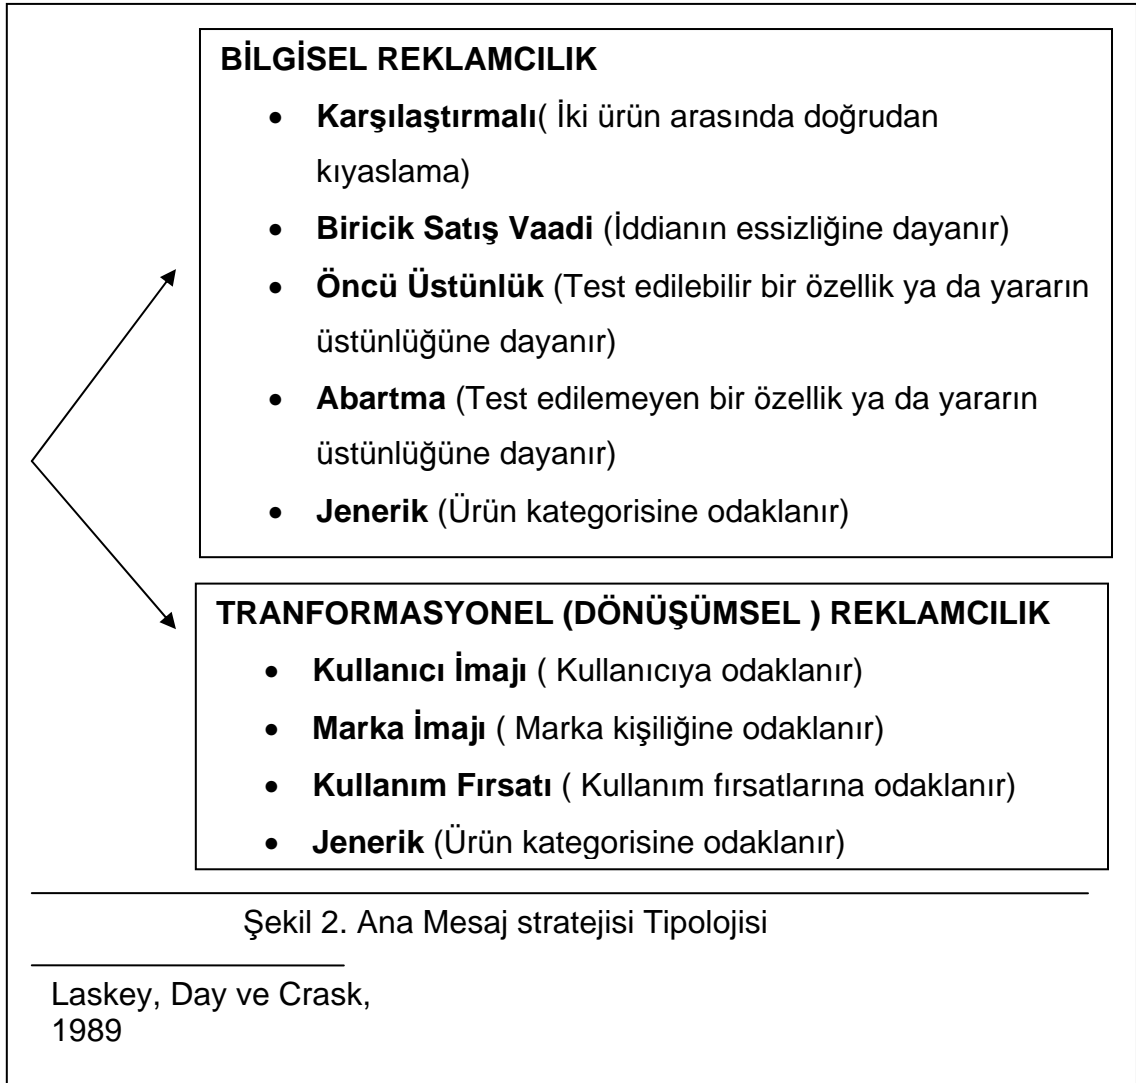 BİLGİSEL REKLAMCILIK
• Karşılaştırmalı( İki ürün arasında doğrudan
kıyaslama)
• Biricik Satış Vaadi (İddianın essizliğine dayanır)
• Öncü Üstünlük (Test edilebilir bir özellik ya da yararın
üstünlüğüne dayanır)
• Abartma (Test edilemeyen bir özellik ya da yararın
üstünlüğüne dayanır)
• Jenerik (Ürün kategorisine odaklanır)
TRANFORMASYONEL (DÖNÜŞÜMSEL ) REKLAMCILIK
• Kullanıcı İmajı ( Kullanıcıya odaklanır)
• Marka İmajı ( Marka kişiliğine odaklanır)
• Kullanım Fırsatı ( Kullanım fırsatlarına odaklanır)
• Jenerik (Ürün kategorisine odaklanır)
Şekil 2. Ana Mesaj stratejisi Tipolojisi
Laskey, Day ve Crask,
1989